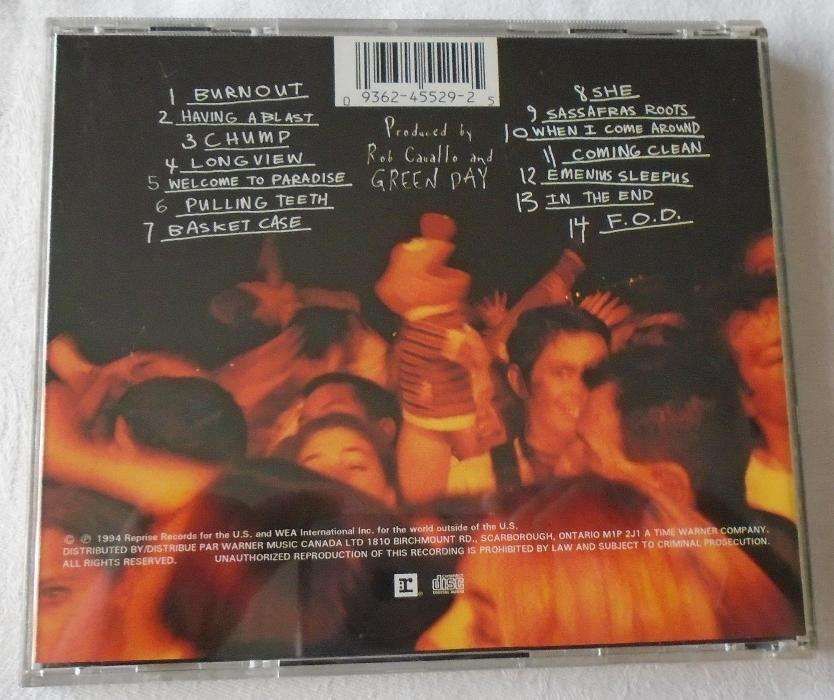 1 BURNOUT
2 HAVING A BLAST
3 CHUMP
4 LONGVIEW
5 WELCOME TO PARADISE
6 PULLING TEETH
7 BASKET CASE
0 9362-45529-2 5
Produced by
Rob Cavallo and
GREEN DAY
8 SHE
9 SASSAFRAS ROOTS
10 WHEN I COME AROUND
11 COMING CLEAN
12 EMENIUS SLEEPUS
13 IN THE END
14 F.O.D.
© ℗ 1994 Reprise Records for the U.S. and WEA International Inc. for the world outside of the U.S.
DISTRIBUTED BY/DISTRIBUE PAR WARNER MUSIC CANADA LTD 1810 BIRCHMOUNT RD., SCARBOROUGH, ONTARIO M1P 2J1 A TIME WARNER COMPANY.
ALL RIGHTS RESERVED. UNAUTHORIZED REPRODUCTION OF THIS RECORDING IS PROHIBITED BY LAW AND SUBJECT TO CRIMINAL PROSECUTION.
r ® COMPACT disc DIGITAL AUDIO